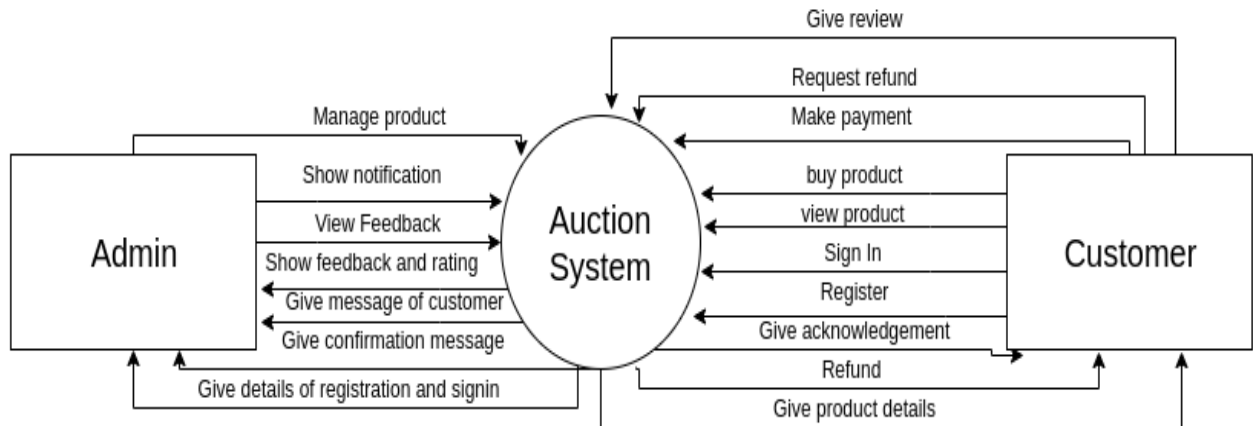 Give review
Request refund
Manage product
Make payment
Show notification
buy product
View Feedback
view product
Admin
Auction
System
Customer
Show feedback and rating
Sign In
Give message of customer
Register
Give confirmation message
Give acknowledgement
Give details of registration and signin
Refund
Give product details